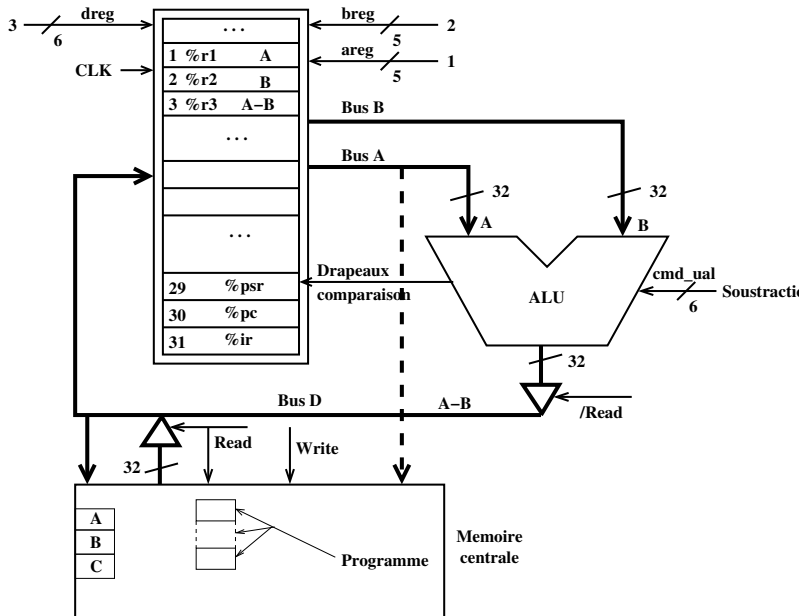 3
dreg
6
. . .
breg
5
2
areg
5
1
CLK
1 %r1 A
2 %r2 B
3 %r3 A−B
. . .
. . .
29 %psr
30 %pc
31 %ir
Bus B
Bus A
32
32
A
B
Drapeaux
comparaison
ALU
cmd_ual
6
Soustractio
32
Bus D
A−B
/Read
Read
Write
32
A
B
C
Programme
Memoire
centrale